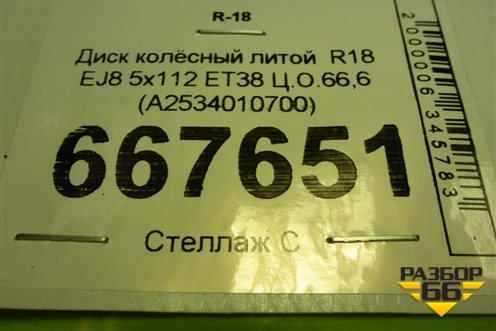 R-18
Диск колёсный литой R18
EJ8 5x112 ET38 Ц.О.66,6
(A2534010700)
667651
Стеллаж С
2000006345783
РАЗБОР
66